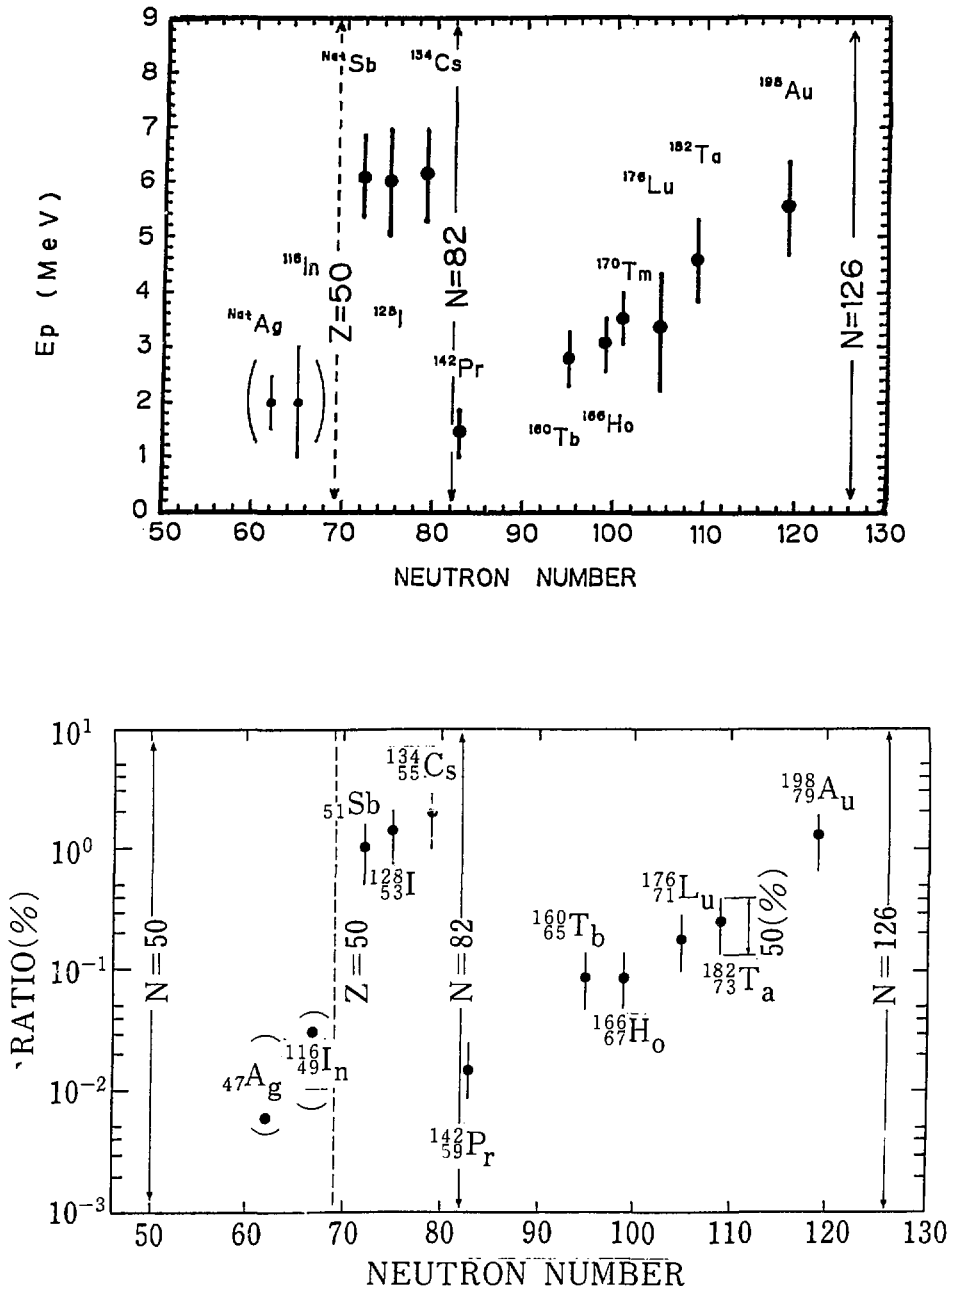 9
8
7
6
5
4
3
2
1
0
Ep (MeV)
NatSb
134Cs
198Au
182Ta
176Lu
116In
Z=50
N=82
170Tm
N=126
NatAg
128I
142Pr
160Tb
166Ho
50 60 70 80 90 100 110 120 130
NEUTRON NUMBER
10^1
10^0
10^-1
10^-2
10^-3
RATIO(%)
134 55Cs
198 79Au
51Sb
128 53I
176 71Lu
160 65Tb
50(%)
N=50
Z=50
N=82
N=126
182 73Ta
166 67Ho
116 49In
47Ag
142 59Pr
50 60 70 80 90 100 110 120 130
NEUTRON NUMBER